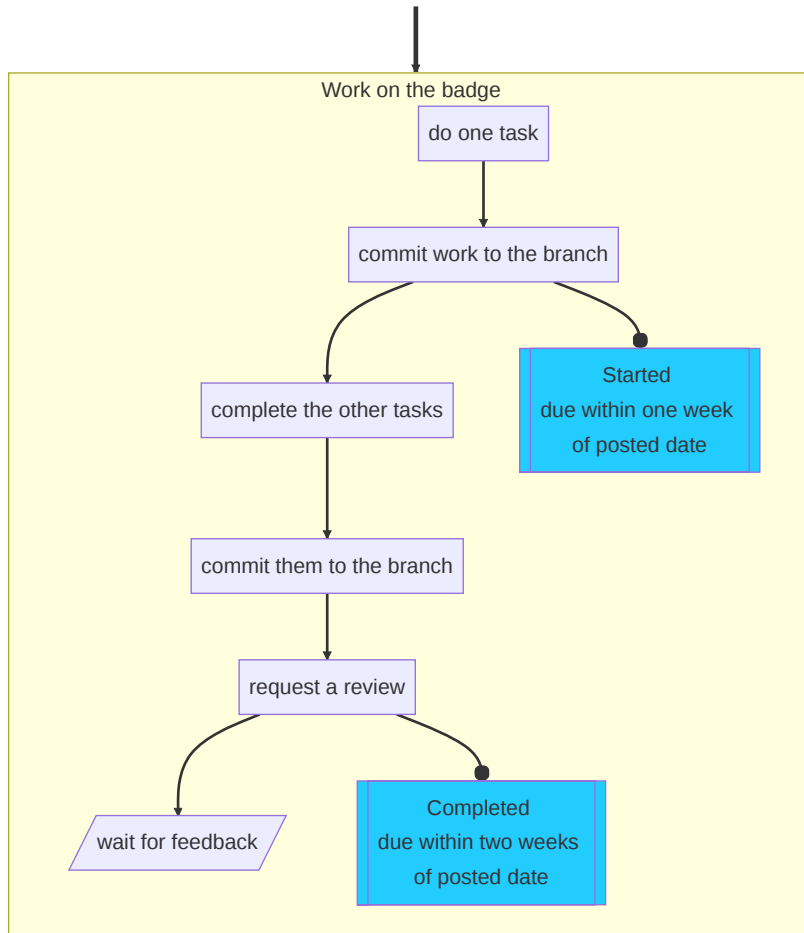 Work on the badge
do one task
commit work to the branch
complete the other tasks
Started
due within one week
of posted date
commit them to the branch
request a review
wait for feedback
Completed
due within two weeks
of posted date